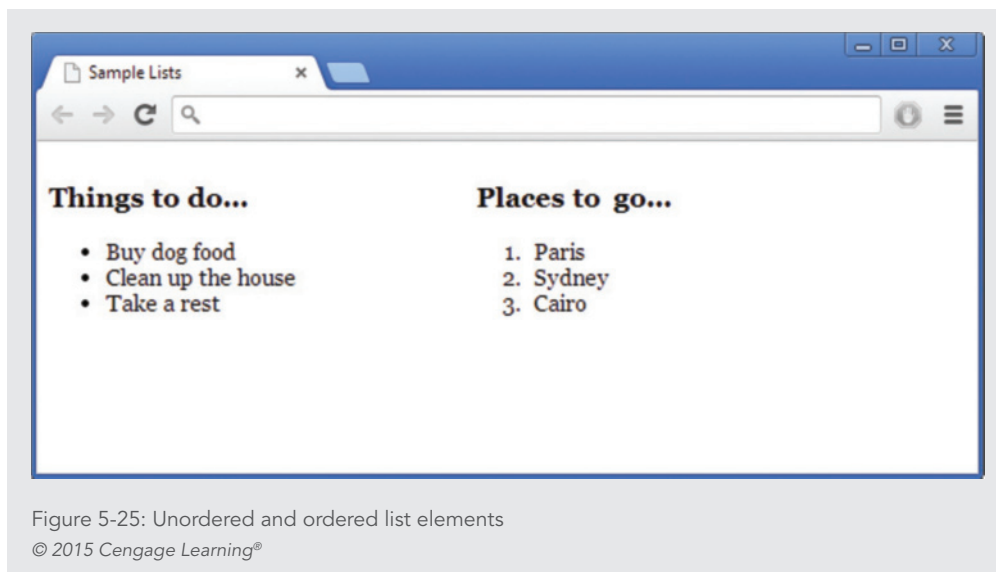 Sample Lists
Things to do...
• Buy dog food
• Clean up the house
• Take a rest
Places to go...
1. Paris
2. Sydney
3. Cairo
Figure 5-25: Unordered and ordered list elements
© 2015 Cengage Learning®